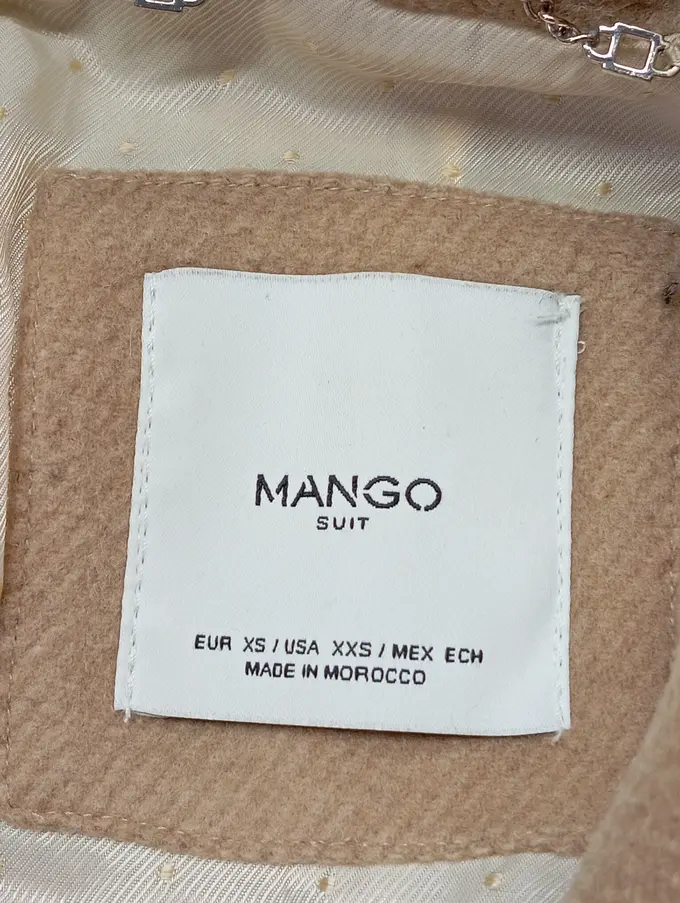 MANGO
SUIT
EUR XS / USA XXS / MEX ECH
MADE IN MOROCCO